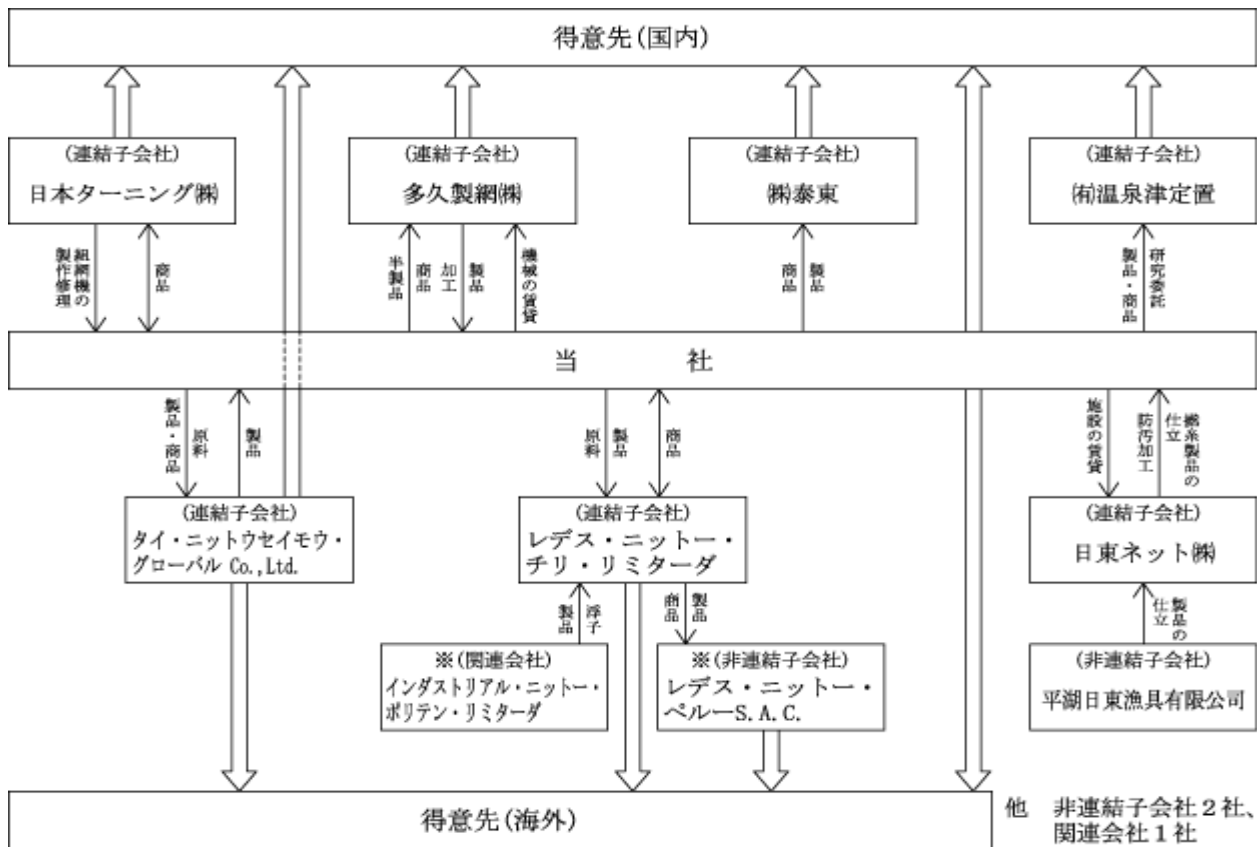 得意先(国内)
(連結子会社)
日本ターニング㈱
(連結子会社)
多久製網㈱
(連結子会社)
㈱泰東
(連結子会社)
㈲温泉津定置
組網機の
製作修理
商品
半製品
商品
加工
製品
機械の賃貸
商品
製品
製品・商品
研究委託
当社
製品・商品
原料
製品
原料
製品
商品
施設の賃貸
防汚加工
仕立
撚糸製品の
(連結子会社)
タイ・ニットウセイモウ・
グローバル Co.,Ltd.
(連結子会社)
レデス・ニットー・
チリ・リミターダ
(連結子会社)
日東ネット㈱
製品
浮子
商品
製品
仕立
製品の
※(関連会社)
インダストリアル・ニットー・
ポリテン・リミターダ
※(非連結子会社)
レデス・ニットー・
ペルーS.A.C.
(非連結子会社)
平湖日東漁具有限公司
得意先(海外)
他 非連結子会社2社、
関連会社1社